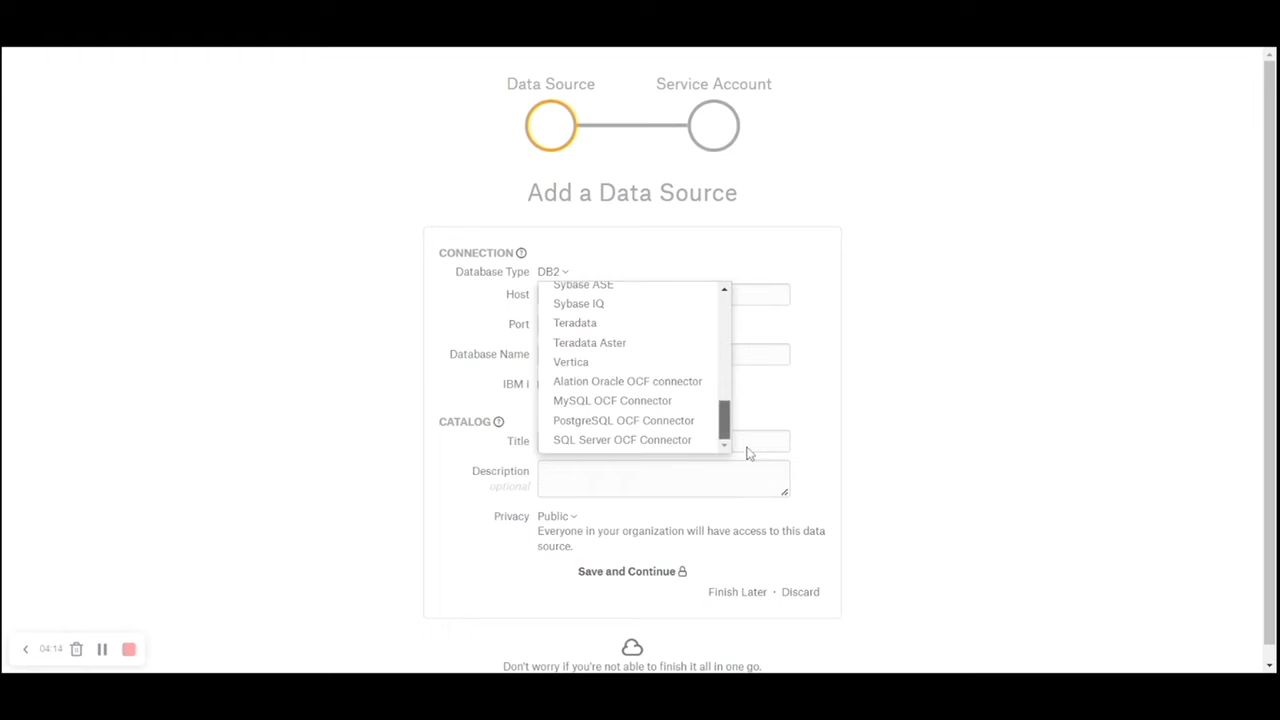 Data Source Service Account
Add a Data Source
CONNECTION
Database Type DB2
Sybase ASE
Host
Sybase IQ
Port Teradata
Teradata Aster
Database Name
Vertica
IBM i Alation Oracle OCF connector
MySQL OCF Connector
CATALOG PostgreSQL OCF Connector
Title SQL Server OCF Connector
Description
optional
Privacy Public
Everyone in your organization will have access to this data
source.
Save and Continue
Finish Later · Discard
04:14
Don't worry if you're not able to finish it all in one go.